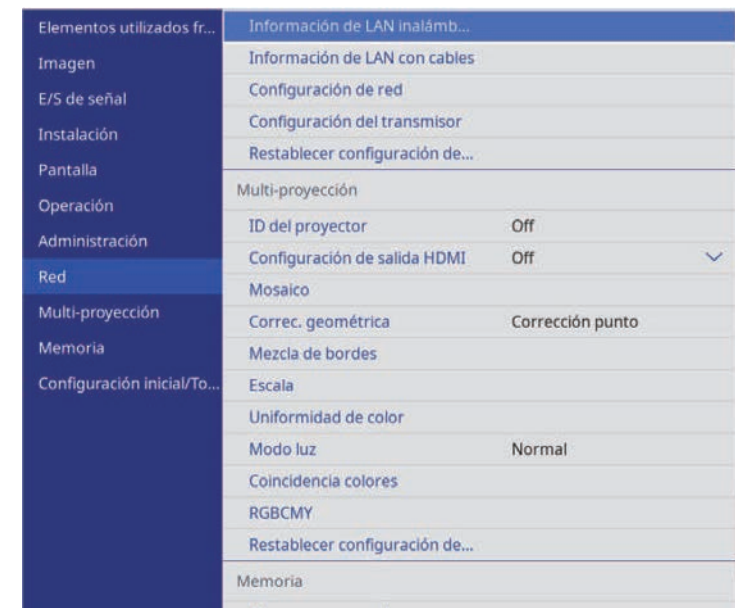 Elementos utilizados fr...
Imagen
E/S de señal
Instalación
Pantalla
Operación
Administración
Red
Multi-proyección
Memoria
Configuración inicial/To...
Información de LAN inalámb...
Información de LAN con cables
Configuración de red
Configuración del transmisor
Restablecer configuración de...
Multi-proyección
ID del proyector Off
Configuración de salida HDMI Off
Mosaico
Correc. geométrica Corrección punto
Mezcla de bordes
Escala
Uniformidad de color
Modo luz Normal
Coincidencia colores
RGBCMY
Restablecer configuración de...
Memoria